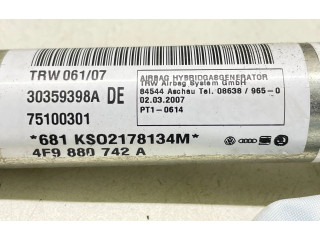 TRW 061/07
30359398A DE
75100301
*681 KS02178134M*
4F9 880 742 A
AIRBAG HYBRIDGASGENERATOR
TRW Airbag System GmbH
84544 Aschau Tel. 08638 / 965-0
02.03.2007
PT1-0614